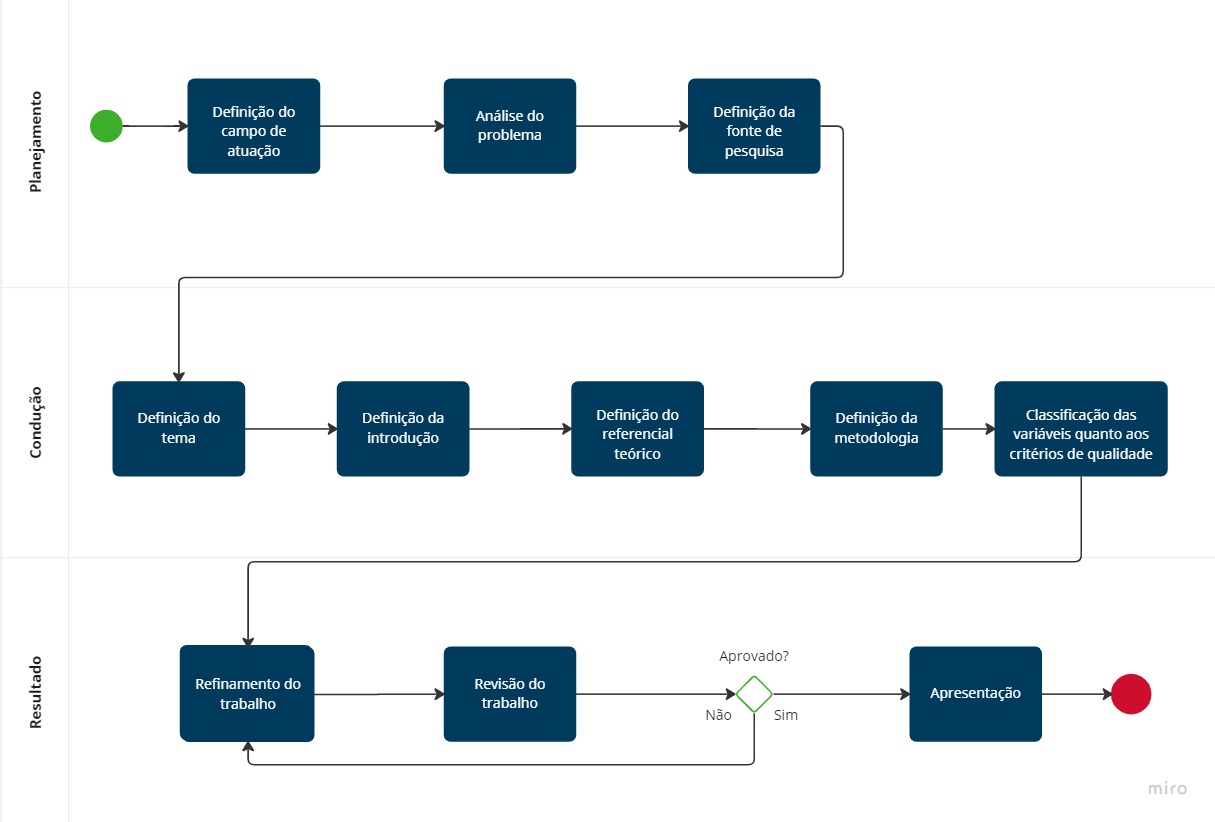 Planejamento
Definição do
campo de
atuação
Análise do
problema
Definição da
fonte de
pesquisa
Condução
Definição do
tema
Definição da
introdução
Definição do
referencial
teórico
Definição da
metodologia
Classificação das
variáveis quanto aos
critérios de qualidade
Resultado
Refinamento do
trabalho
Revisão do
trabalho
Aprovado?
Não
Sim
Apresentação
miro